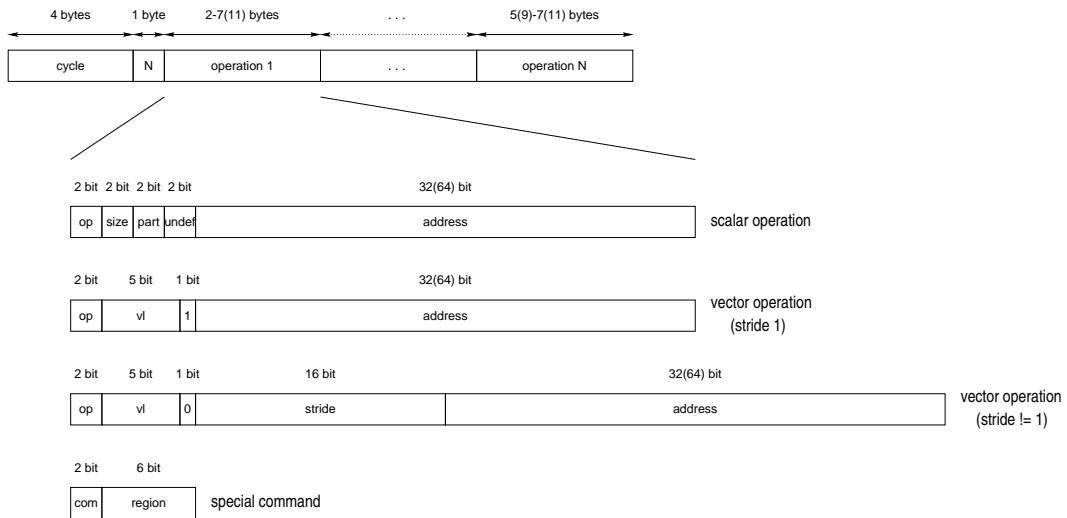 4 bytes 1 byte 2-7(11) bytes . . . 5(9)-7(11) bytes
cycle N operation 1 . . . operation N
2 bit 2 bit 2 bit 2 bit 32(64) bit
op size part undef address scalar operation
2 bit 5 bit 1 bit 32(64) bit
op vl 1 address vector operation
(stride 1)
2 bit 5 bit 1 bit 16 bit 32(64) bit
op vl 0 stride address vector operation
(stride != 1)
2 bit 6 bit
com region special command